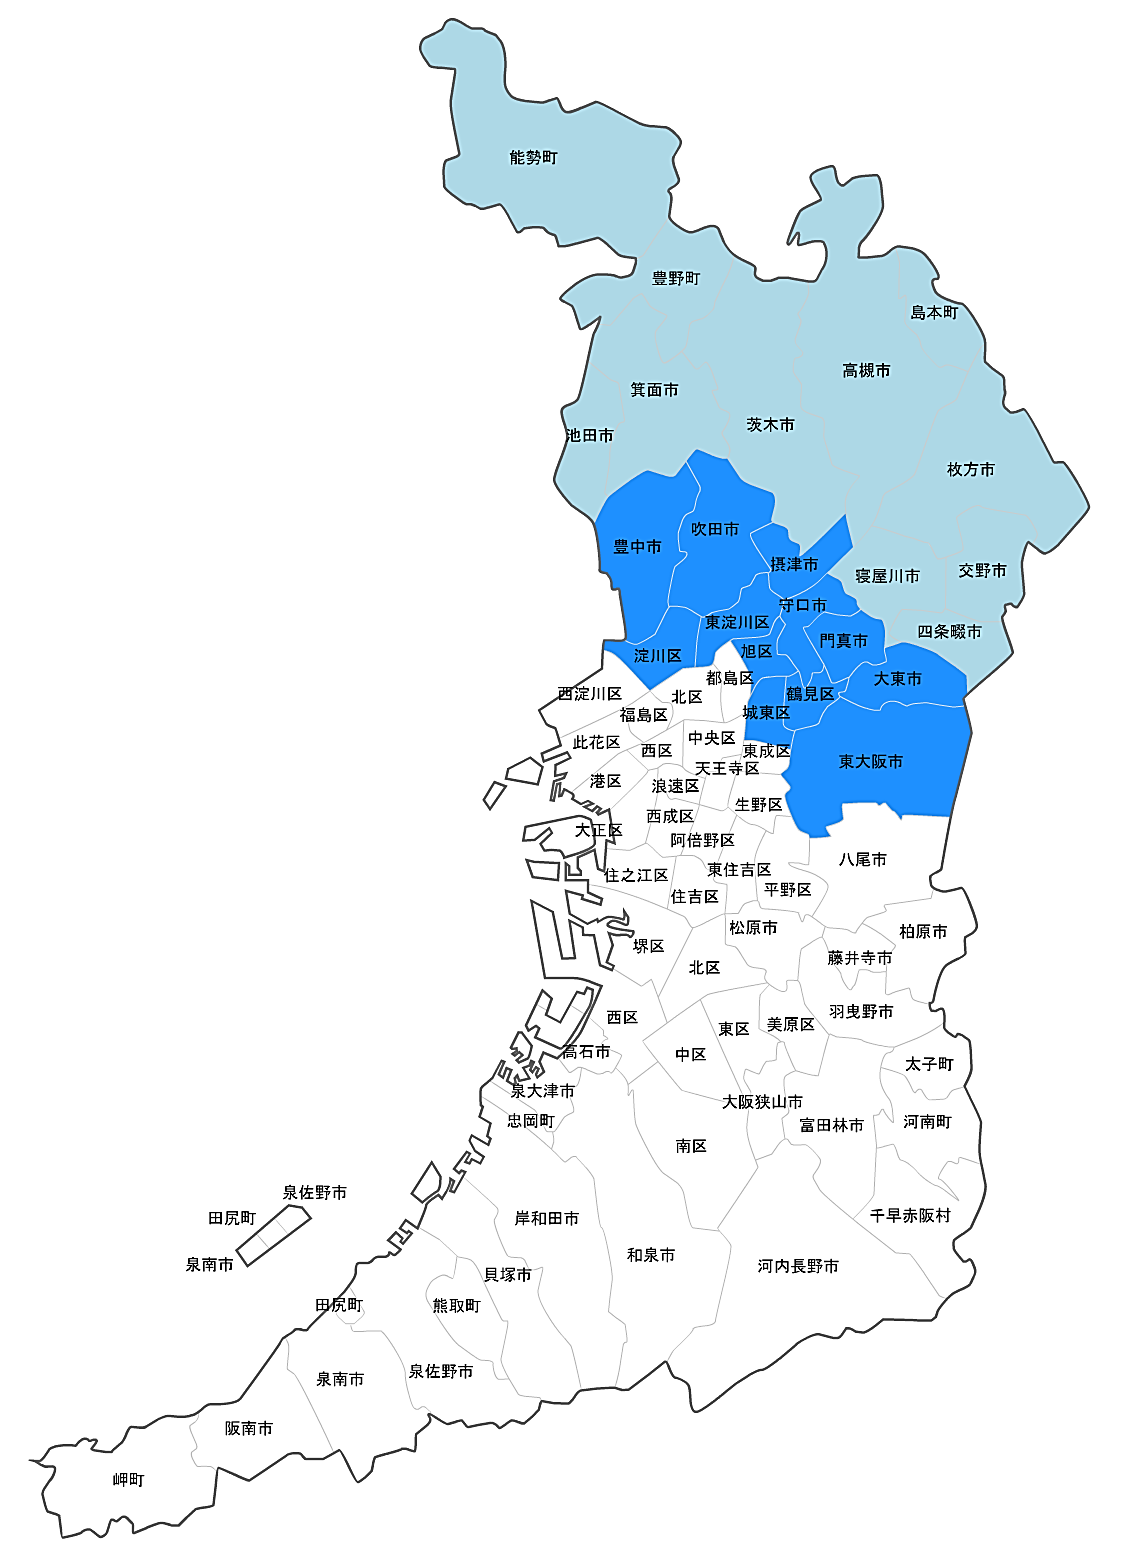 能勢町
豊野町
島本町
高槻市
箕面市
茨木市
池田市
枚方市
吹田市
豊中市
摂津市
交野市
寝屋川市
守口市
東淀川区
四条畷市
門真市
旭区
淀川区
都島区
大東市
西淀川区
北区
鶴見区
福島区
城東区
中央区
此花区
西区
東成区
東大阪市
天王寺区
港区
浪速区
生野区
西成区
大正区
阿倍野区
八尾市
東住吉区
住之江区
平野区
住吉区
松原市
柏原市
堺区
藤井寺市
北区
羽曳野市
西区
美原区
東区
高石市
中区
太子町
泉大津市
大阪狭山市
忠岡町
河南町
富田林市
南区
泉佐野市
田尻町
岸和田市
千早赤阪村
和泉市
泉南市
河内長野市
貝塚市
田尻町
熊取町
泉佐野市
泉南市
阪南市
岬町